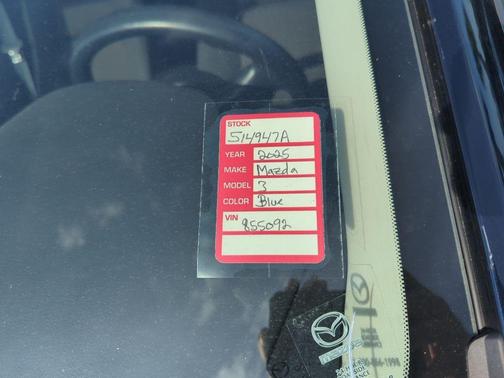 STOCK
514947A
YEAR 2025
MAKE Mazda
MODEL 3
COLOR Blue
VIN
855092